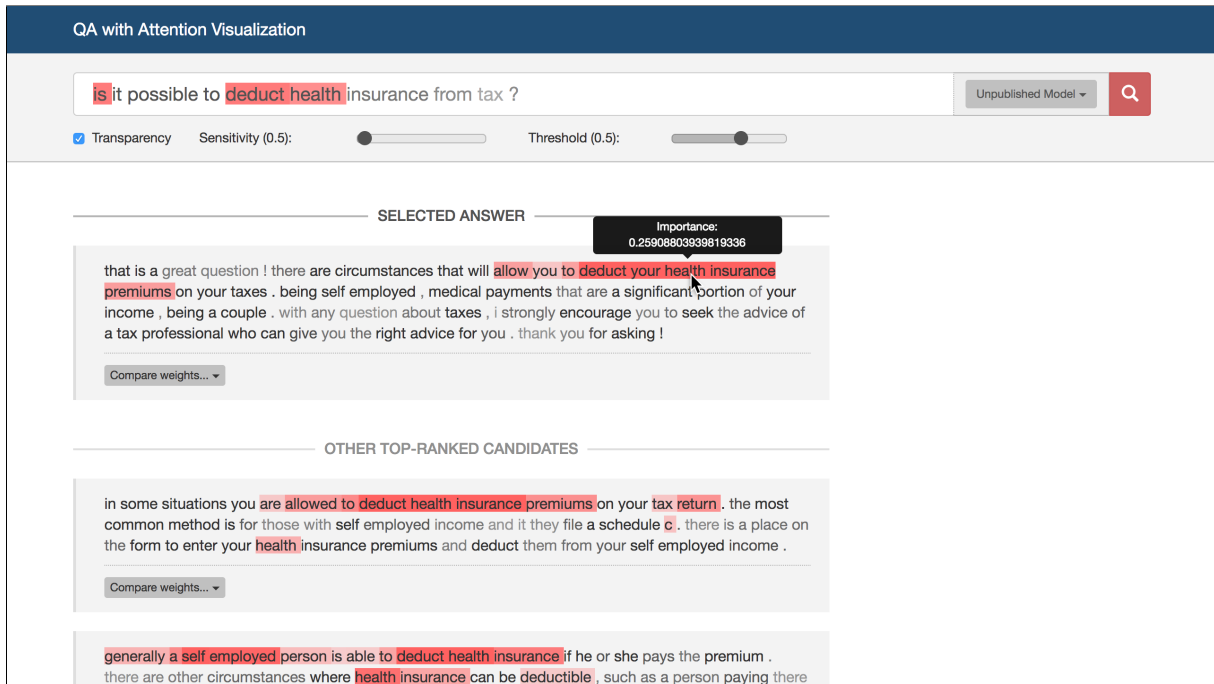 QA with Attention Visualization
is it possible to deduct health insurance from tax ?
Unpublished Model
Transparency Sensitivity (0.5): Threshold (0.5):
SELECTED ANSWER
Importance:
0.25908803939819336
that is a great question ! there are circumstances that will allow you to deduct your health insurance
premiums on your taxes . being self employed , medical payments that are a significant portion of your
income , being a couple . with any question about taxes , i strongly encourage you to seek the advice of
a tax professional who can give you the right advice for you . thank you for asking !
Compare weights...
OTHER TOP-RANKED CANDIDATES
in some situations you are allowed to deduct health insurance premiums on your tax return . the most
common method is for those with self employed income and it they file a schedule c . there is a place on
the form to enter your health insurance premiums and deduct them from your self employed income .
Compare weights...
generally a self employed person is able to deduct health insurance if he or she pays the premium .
there are other circumstances where health insurance can be deductible , such as a person paying there